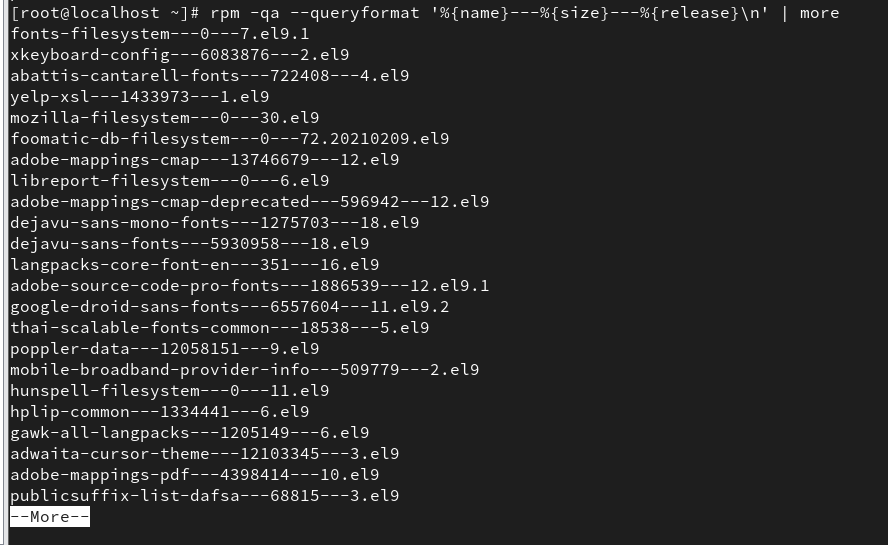 [root@localhost ~]# rpm -qa --queryformat '%{name}---%{size}---%{release}\n' | more
fonts-filesystem---0---7.el9.1
xkeyboard-config---6083876---2.el9
abattis-cantarell-fonts---722408---4.el9
yelp-xsl---1433973---1.el9
mozilla-filesystem---0---30.el9
foomatic-db-filesystem---0---72.20210209.el9
adobe-mappings-cmap---13746679---12.el9
libreport-filesystem---0---6.el9
adobe-mappings-cmap-deprecated---596942---12.el9
dejavu-sans-mono-fonts---1275703---18.el9
dejavu-sans-fonts---5930958---18.el9
langpacks-core-font-en---351---16.el9
adobe-source-code-pro-fonts---1886539---12.el9.1
google-droid-sans-fonts---6557604---11.el9.2
thai-scalable-fonts-common---18538---5.el9
poppler-data---12058151---9.el9
mobile-broadband-provider-info---509779---2.el9
hunspell-filesystem---0---11.el9
hplip-common---1334441---6.el9
gawk-all-langpacks---1205149---6.el9
adwaita-cursor-theme---12103345---3.el9
adobe-mappings-pdf---4398414---10.el9
publicsuffix-list-dafsa---68815---3.el9
--More--